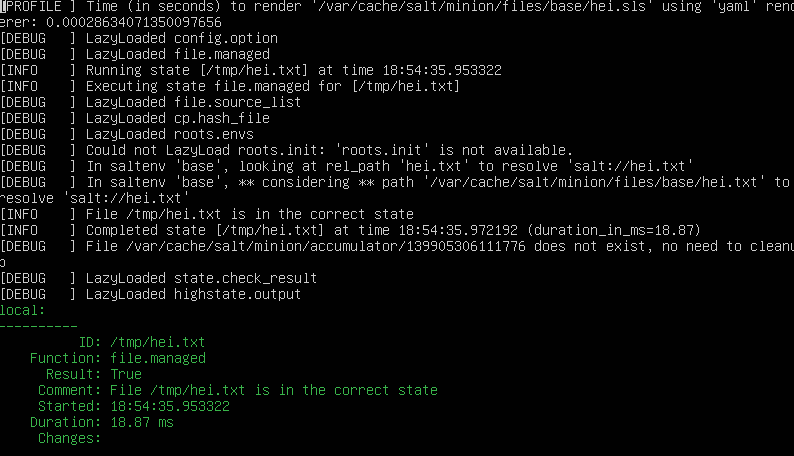 [PROFILE ] Time (in seconds) to render '/var/cache/salt/minion/files/base/hei.sls' using 'yaml' rend
erer: 0.00028634071350097656
[DEBUG   ] LazyLoaded config.option
[DEBUG   ] LazyLoaded file.managed
[INFO    ] Running state [/tmp/hei.txt] at time 18:54:35.953322
[INFO    ] Executing state file.managed for [/tmp/hei.txt]
[DEBUG   ] LazyLoaded file.source_list
[DEBUG   ] LazyLoaded cp.hash_file
[DEBUG   ] LazyLoaded roots.envs
[DEBUG   ] Could not LazyLoad roots.init: 'roots.init' is not available.
[DEBUG   ] In saltenv 'base', looking at rel_path 'hei.txt' to resolve 'salt://hei.txt'
[DEBUG   ] In saltenv 'base', ** considering ** path '/var/cache/salt/minion/files/base/hei.txt' to
resolve 'salt://hei.txt'
[INFO    ] File /tmp/hei.txt is in the correct state
[INFO    ] Completed state [/tmp/hei.txt] at time 18:54:35.972192 (duration_in_ms=18.87)
[DEBUG   ] File /var/cache/salt/minion/accumulator/139905306111776 does not exist, no need to cleanu
p
[DEBUG   ] LazyLoaded state.check_result
[DEBUG   ] LazyLoaded highstate.output
local:
----------
          ID: /tmp/hei.txt
    Function: file.managed
      Result: True
     Comment: File /tmp/hei.txt is in the correct state
     Started: 18:54:35.953322
    Duration: 18.87 ms
     Changes: